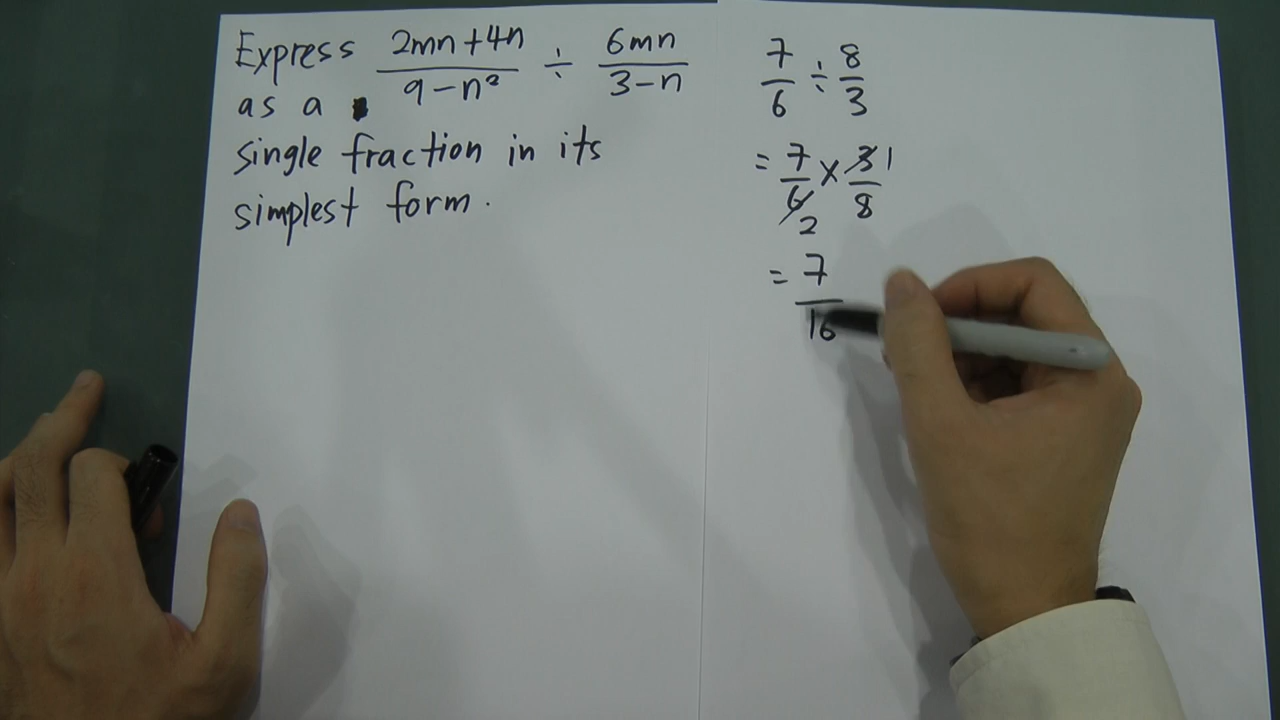 Express (2mn+4n)/(9-n²) ÷ (6mn)/(3-n)
as a
single fraction in its
simplest form.
7/6 ÷ 8/3
= 7/6 × 3/8
2 1
= 7/16